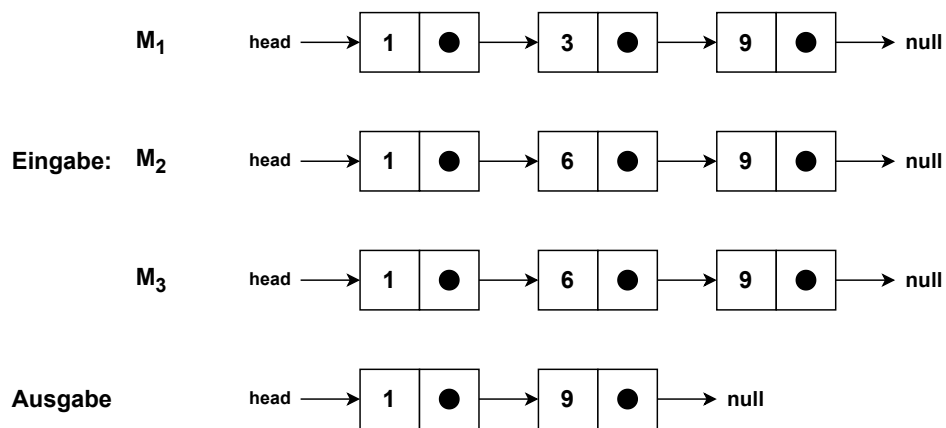 M₁ head 1 3 9 null
Eingabe: M₂ head 1 6 9 null
M₃ head 1 6 9 null
Ausgabe head 1 9 null